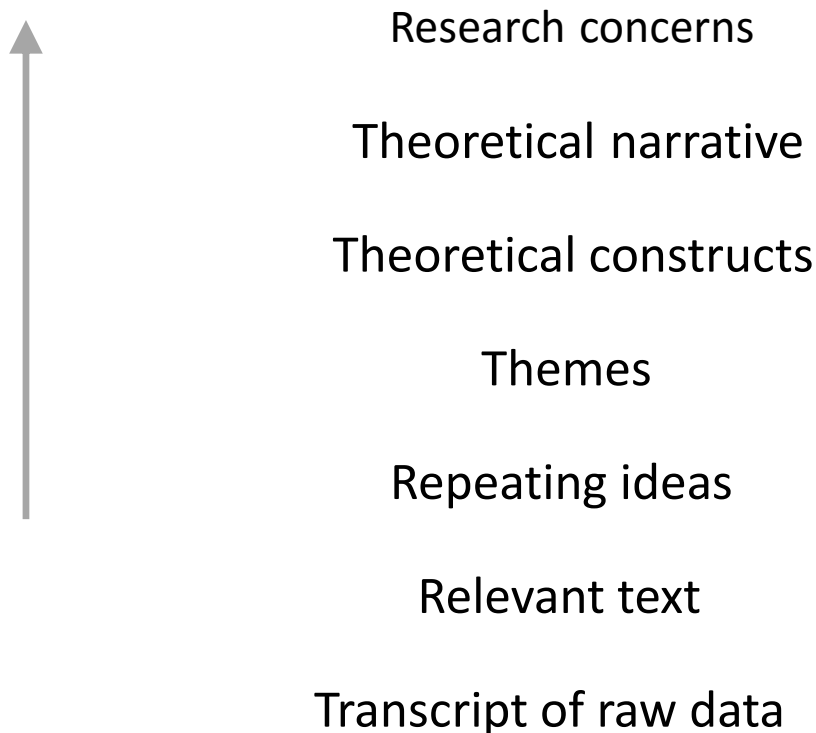 Research concerns
Theoretical narrative
Theoretical constructs
Themes
Repeating ideas
Relevant text
Transcript of raw data